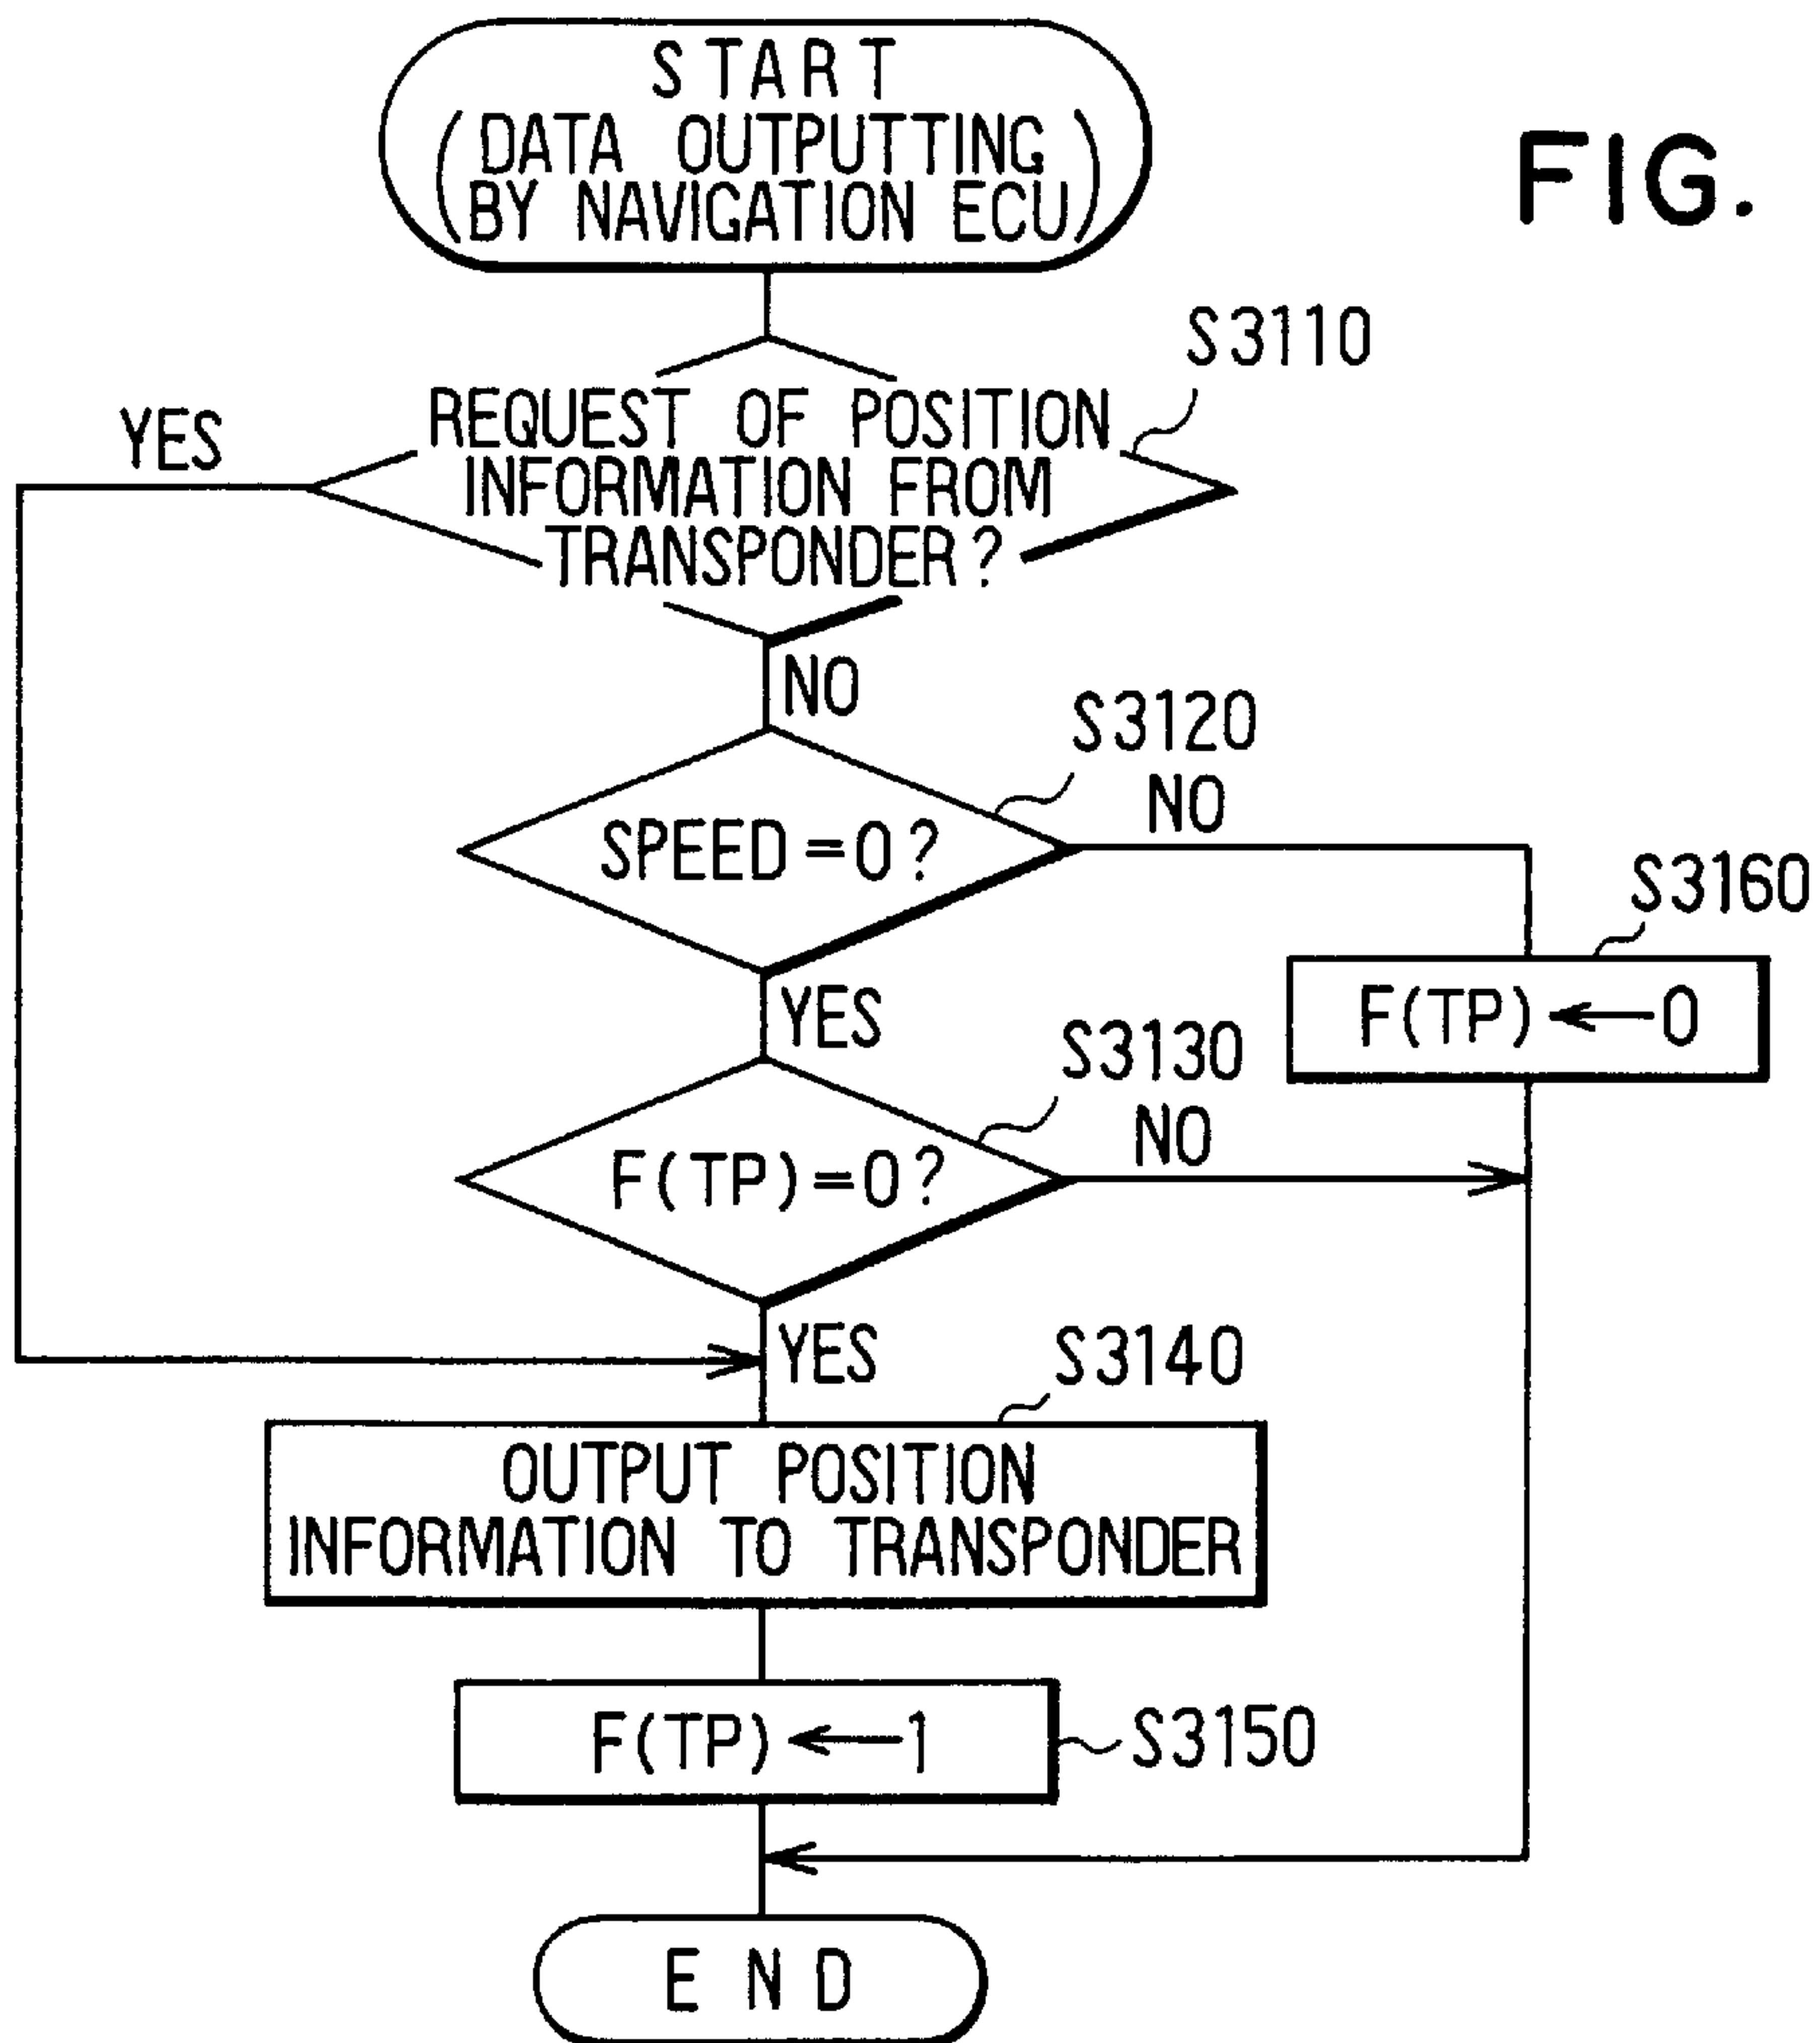 START
(DATA OUTPUTTING
BY NAVIGATION ECU)
FIG.
S3110
REQUEST OF POSITION
INFORMATION FROM
TRANSPONDER?
YES
NO
S3120
SPEED=0?
NO
S3160
F(TP)←0
YES
S3130
F(TP)=0?
NO
YES
S3140
OUTPUT POSITION
INFORMATION TO TRANSPONDER
F(TP)←1
S3150
END